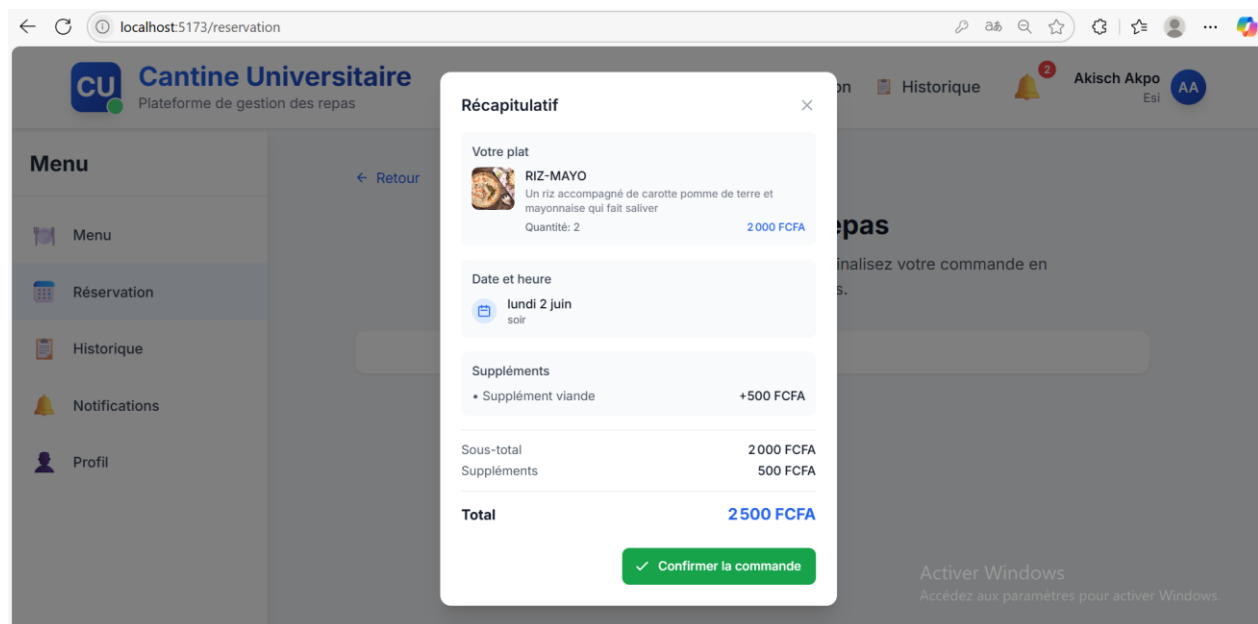 localhost:5173/reservation
CU
Cantine Universitaire
Plateforme de gestion des repas
on
Historique
2
Akisch Akpo
Esi
AA
Menu
Menu
Réservation
Historique
Notifications
Profil
← Retour
epas
inalisez votre commande en
s.
Récapitulatif
Votre plat
RIZ-MAYO
Un riz accompagné de carotte pomme de terre et
mayonnaise qui fait saliver
Quantité: 2
2 000 FCFA
Date et heure
lundi 2 juin
soir
Suppléments
• Supplément viande +500 FCFA
Sous-total 2 000 FCFA
Suppléments 500 FCFA
Total 2 500 FCFA
Confirmer la commande
Activer Windows
Accédez aux paramètres pour activer Windows.